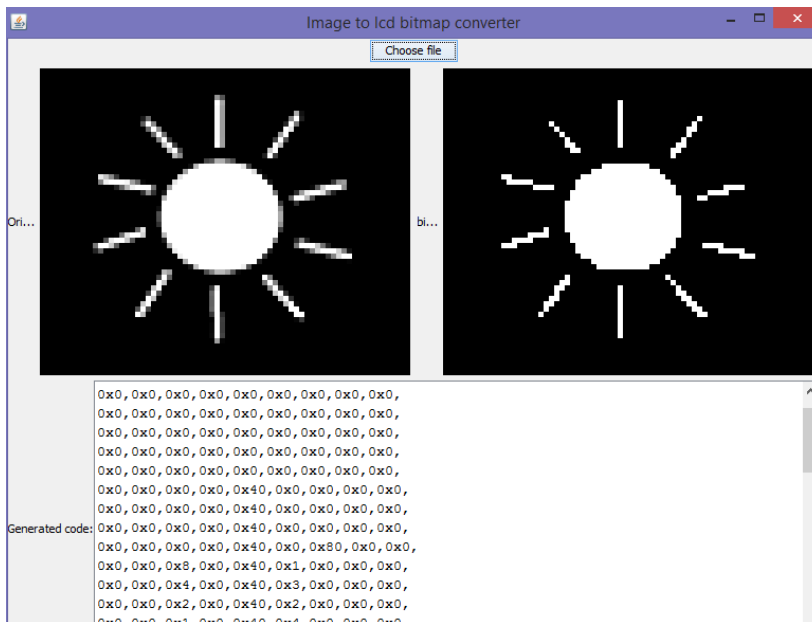 Image to lcd bitmap converter
Choose file
Ori...
bi...
0x0,0x0,0x0,0x0,0x0,0x0,0x0,0x0,0x0,
0x0,0x0,0x0,0x0,0x0,0x0,0x0,0x0,0x0,
0x0,0x0,0x0,0x0,0x0,0x0,0x0,0x0,0x0,
0x0,0x0,0x0,0x0,0x0,0x0,0x0,0x0,0x0,
0x0,0x0,0x0,0x0,0x0,0x0,0x0,0x0,0x0,
0x0,0x0,0x0,0x0,0x40,0x0,0x0,0x0,0x0,
0x0,0x0,0x0,0x0,0x40,0x0,0x0,0x0,0x0,
Generated code: 0x0,0x0,0x0,0x0,0x40,0x0,0x0,0x0,0x0,
0x0,0x0,0x0,0x0,0x40,0x0,0x80,0x0,0x0,
0x0,0x0,0x8,0x0,0x40,0x1,0x0,0x0,0x0,
0x0,0x0,0x4,0x0,0x40,0x3,0x0,0x0,0x0,
0x0,0x0,0x2,0x0,0x40,0x2,0x0,0x0,0x0,